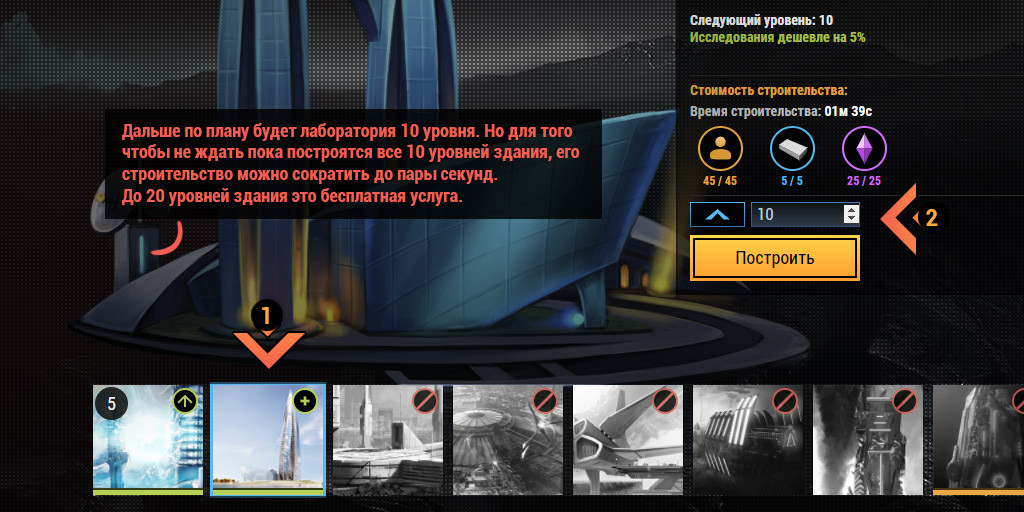 Следующий уровень: 10
Исследования дешевле на 5%
Стоимость строительства:
Время строительства: 01м 39с
45 / 45
5 / 5
25 / 25
10
2
Построить
Дальше по плану будет лаборатория 10 уровня. Но для того
чтобы не ждать пока построятся все 10 уровней здания, его
строительство можно сократить до пары секунд.
До 20 уровней здания это бесплатная услуга.
1
5